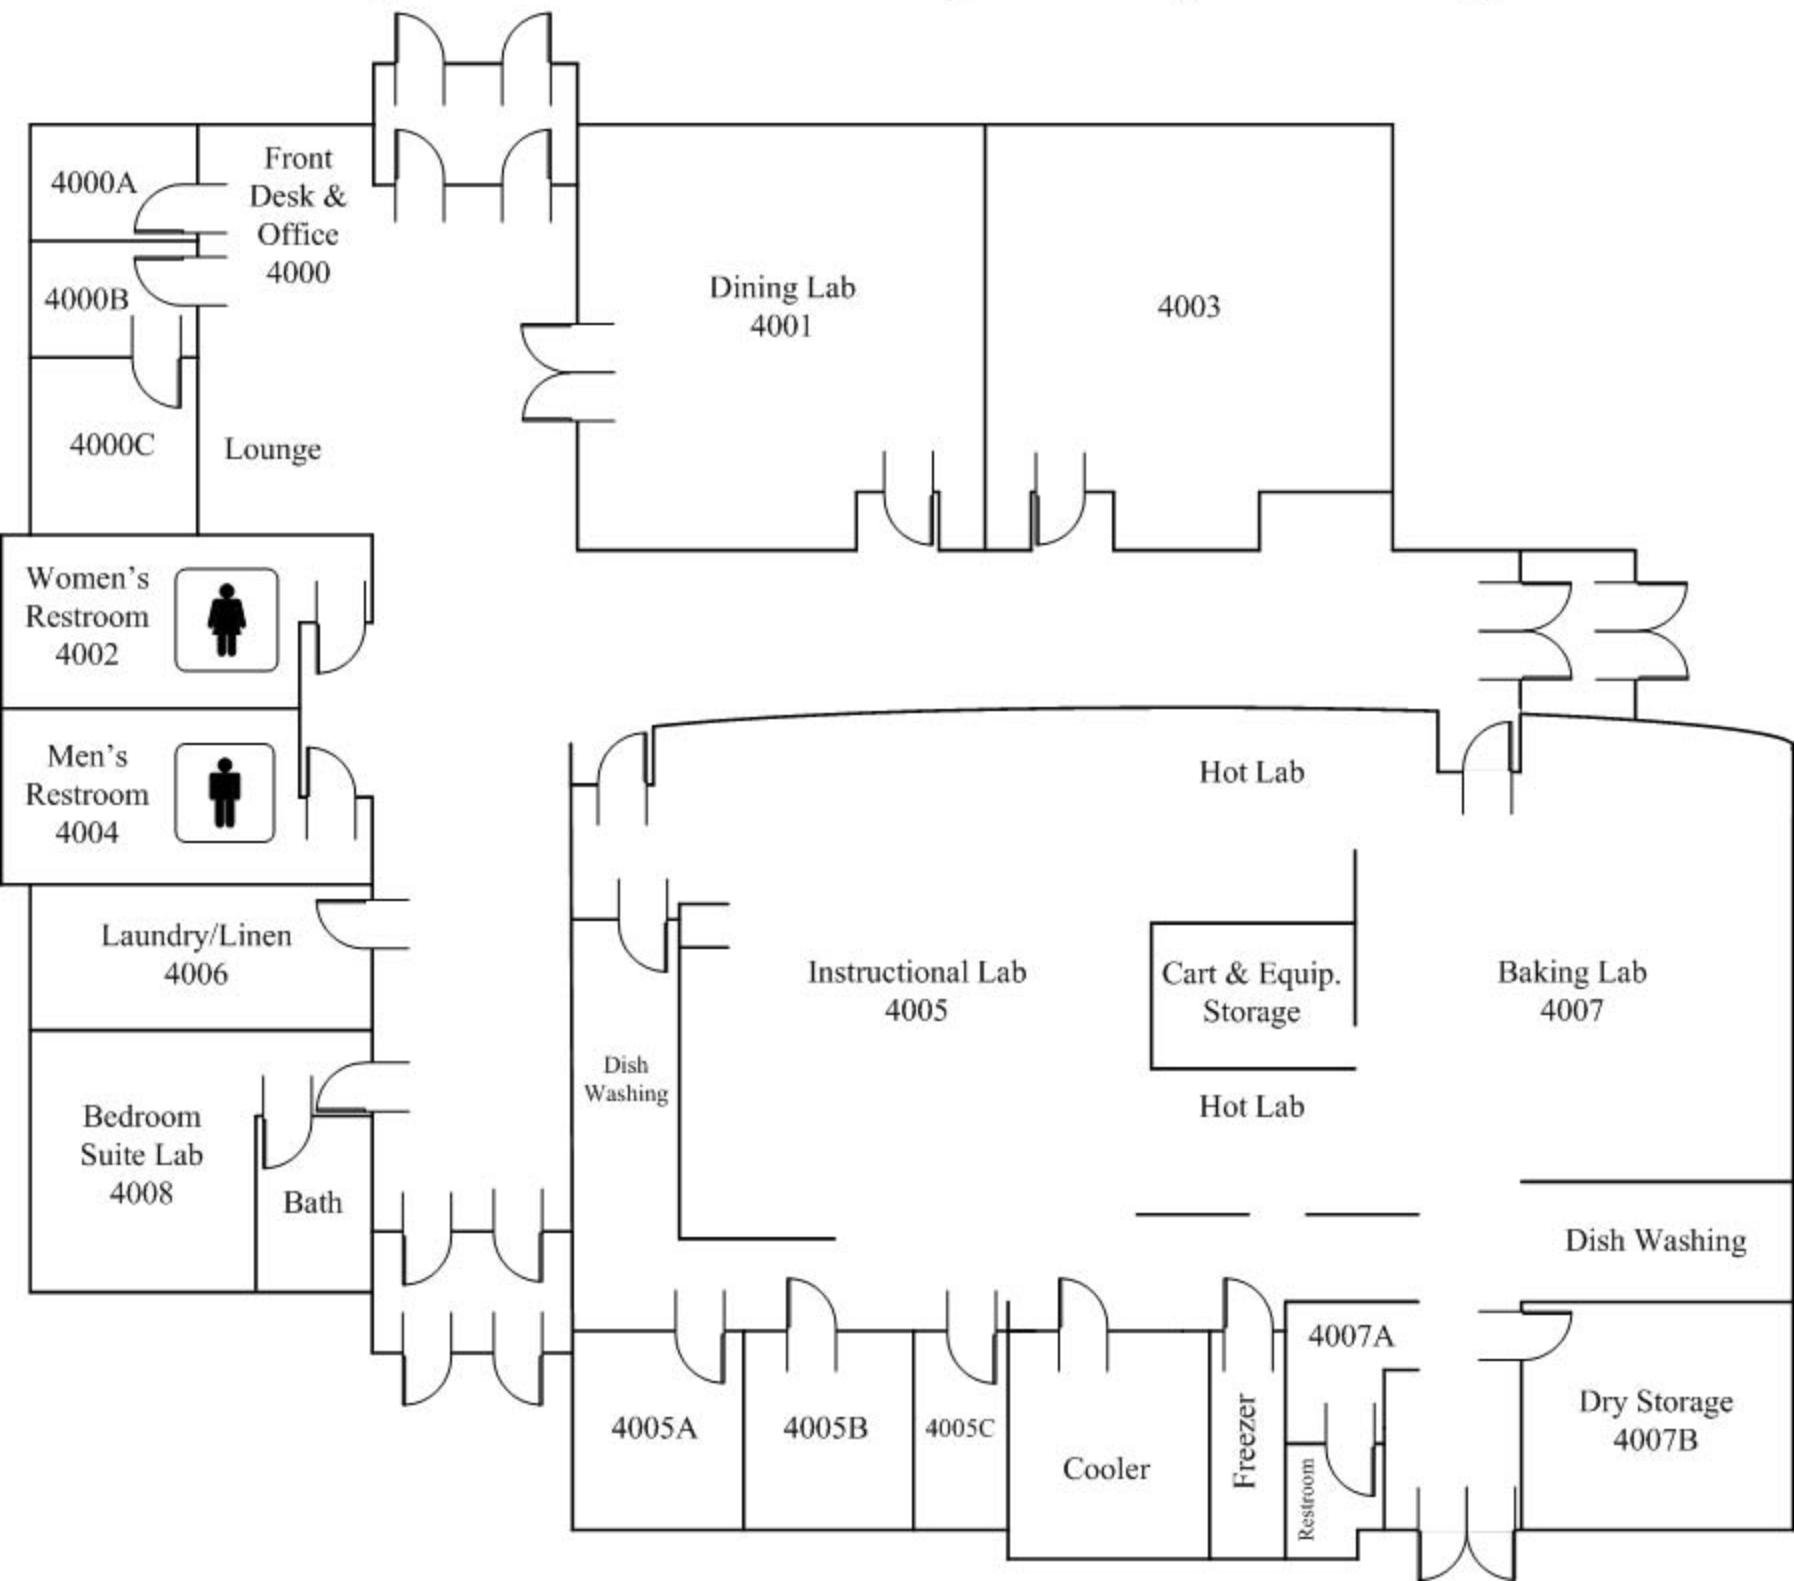 4000A
Front
Desk &
Office
4000
4000B
4000C
Lounge
Dining Lab
4001
4003
Women's
Restroom
4002
Men's
Restroom
4004
Laundry/Linen
4006
Bedroom
Suite Lab
4008
Bath
Hot Lab
Instructional Lab
4005
Cart & Equip.
Storage
Baking Lab
4007
Dish
Washing
Hot Lab
Dish Washing
4005A
4005B
4005C
Cooler
Freezer
4007A
Restroom
Dry Storage
4007B